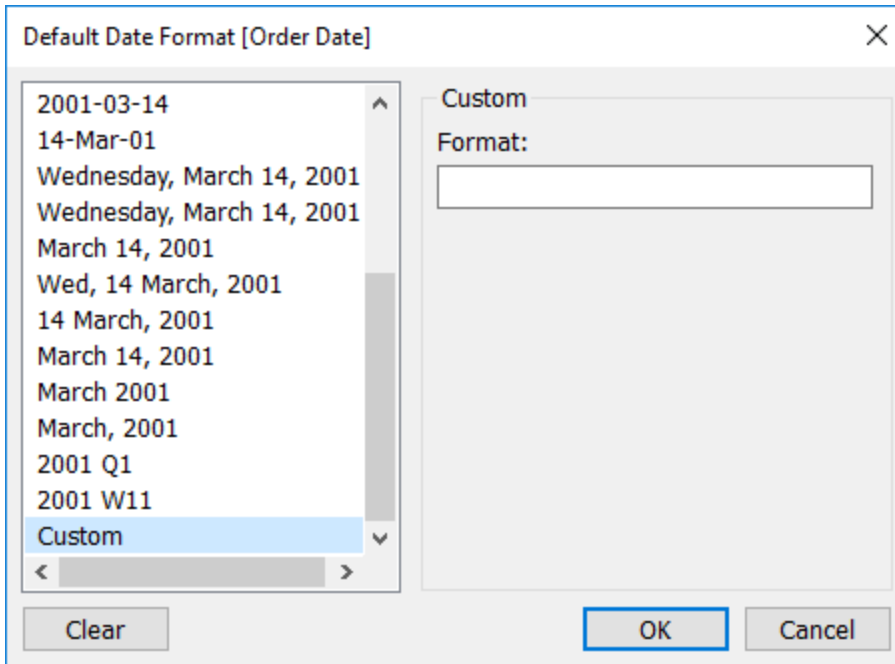 Default Date Format [Order Date]
2001-03-14
14-Mar-01
Wednesday, March 14, 2001
Wednesday, March 14, 2001
March 14, 2001
Wed, 14 March, 2001
14 March, 2001
March 14, 2001
March 2001
March, 2001
2001 Q1
2001 W11
Custom
Custom
Format:
Clear
OK
Cancel